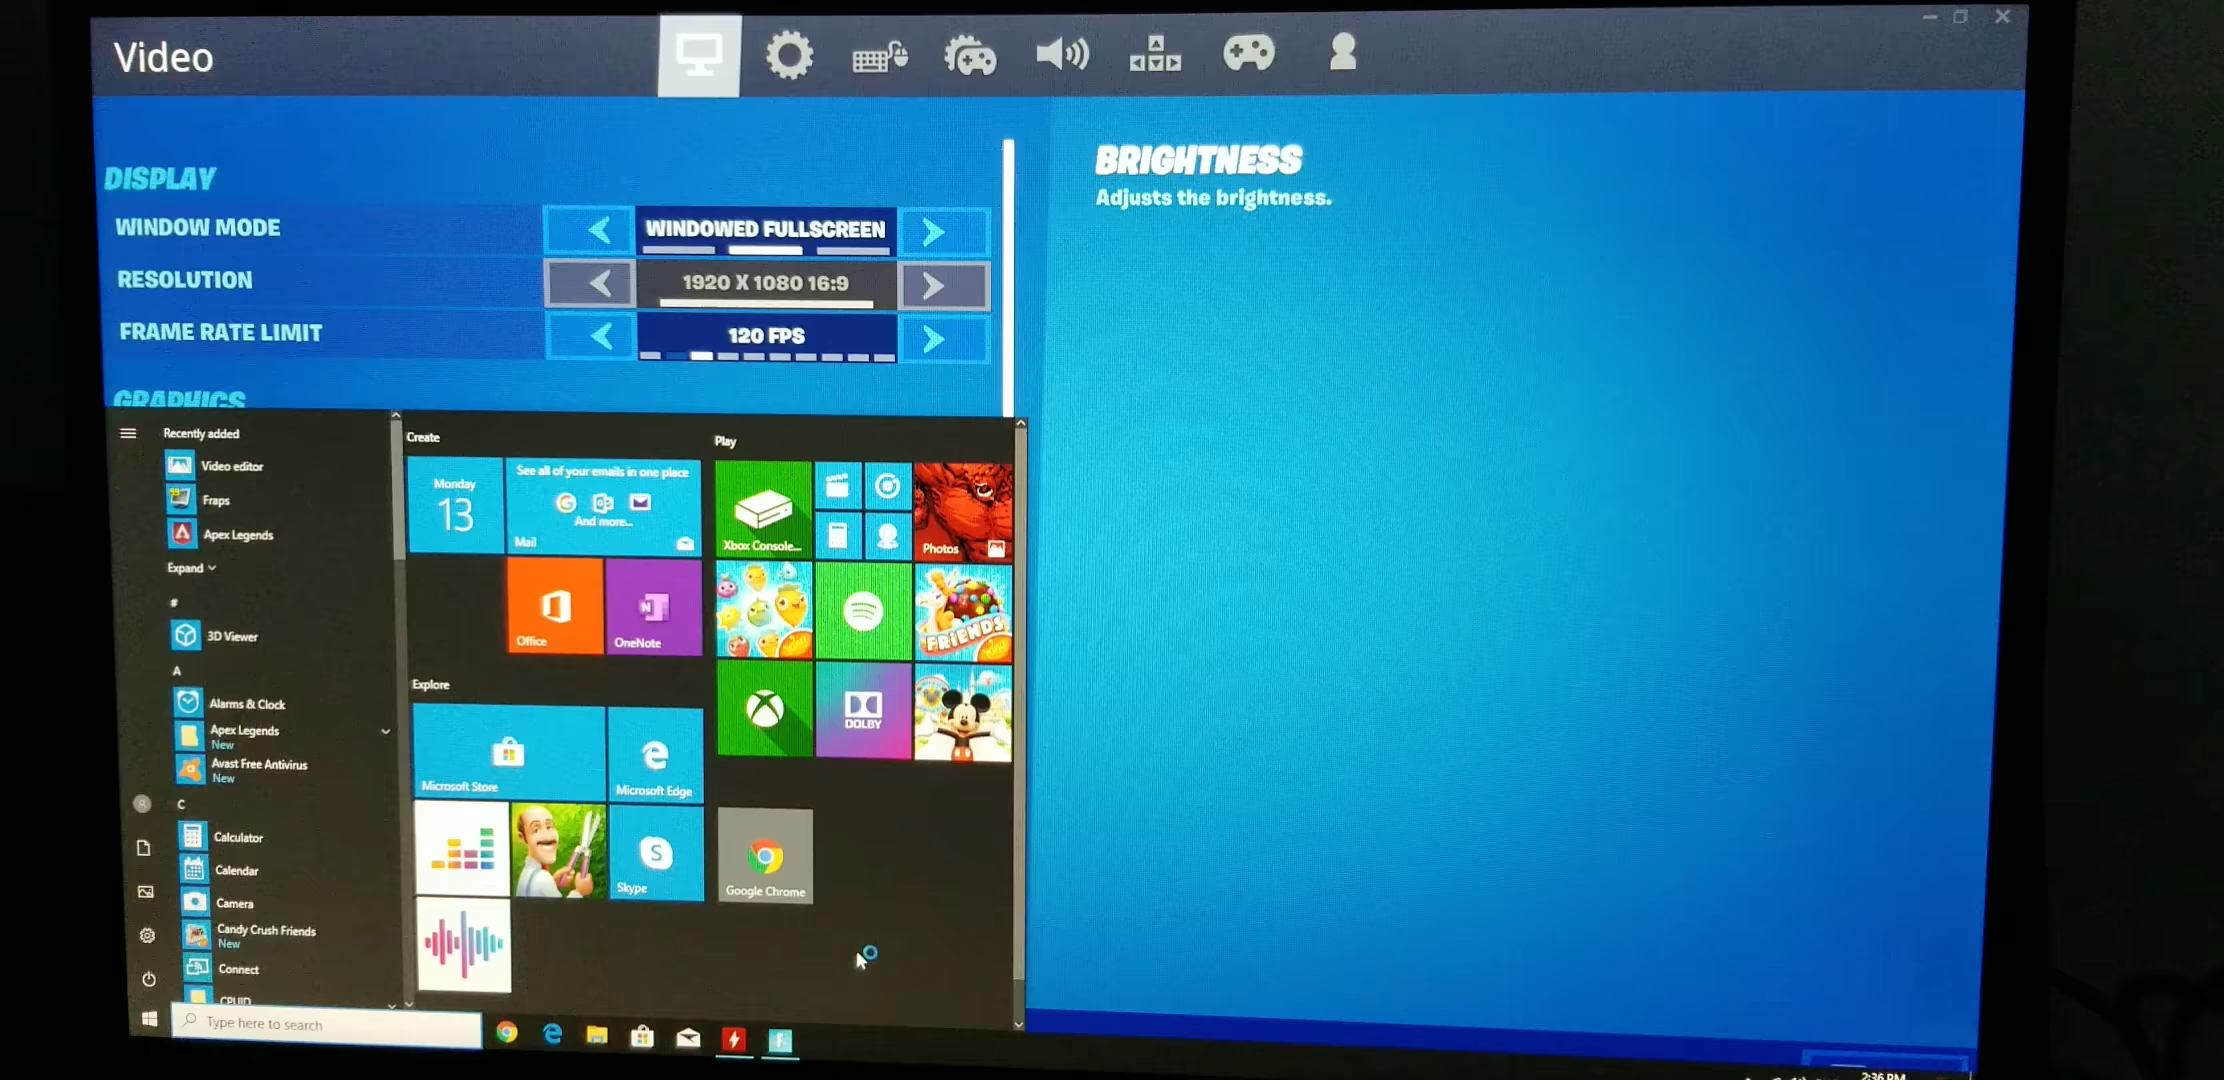 Video
BRIGHTNESS
Adjusts the brightness.
DISPLAY
WINDOW MODE
WINDOWED FULLSCREEN
RESOLUTION
1920 X 1080 16:9
FRAME RATE LIMIT
120 FPS
GRAPHICS
Recently added
Video editor
Fraps
Apex Legends
Expand
#
3D Viewer
A
Alarms & Clock
Apex Legends
New
Avast Free Antivirus
New
C
Calculator
Calendar
Camera
Candy Crush Friends
New
Connect
CPUID
Create
Monday
13
See all of your emails in one place
And more...
Mail
Office
OneNote
Explore
Microsoft Store
Microsoft Edge
Skype
Play
Xbox Console...
Photos
FRIENDS
DOLBY
Google Chrome
Type here to search
2:36 PM